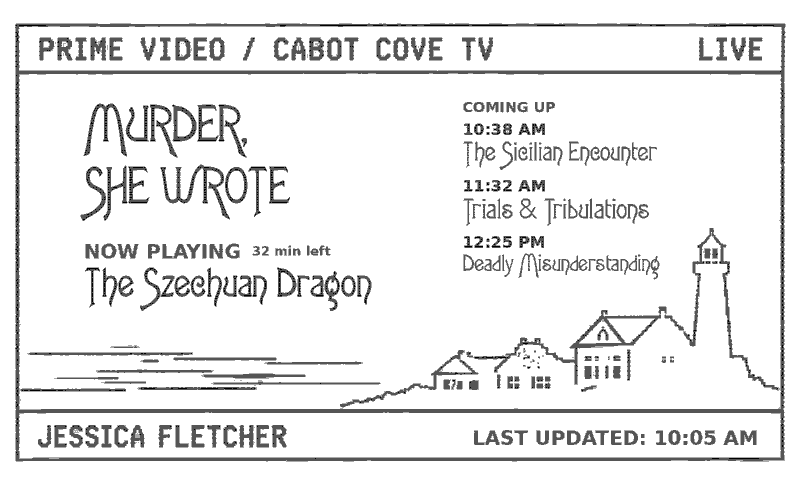 PRIME VIDEO / CABOT COVE TV
LIVE
MURDER,
SHE WROTE
NOW PLAYING 32 min left
The Szechuan Dragon
COMING UP
10:38 AM
The Sicilian Encounter
11:32 AM
Trials & Tribulations
12:25 PM
Deadly Misunderstanding
JESSICA FLETCHER
LAST UPDATED: 10:05 AM